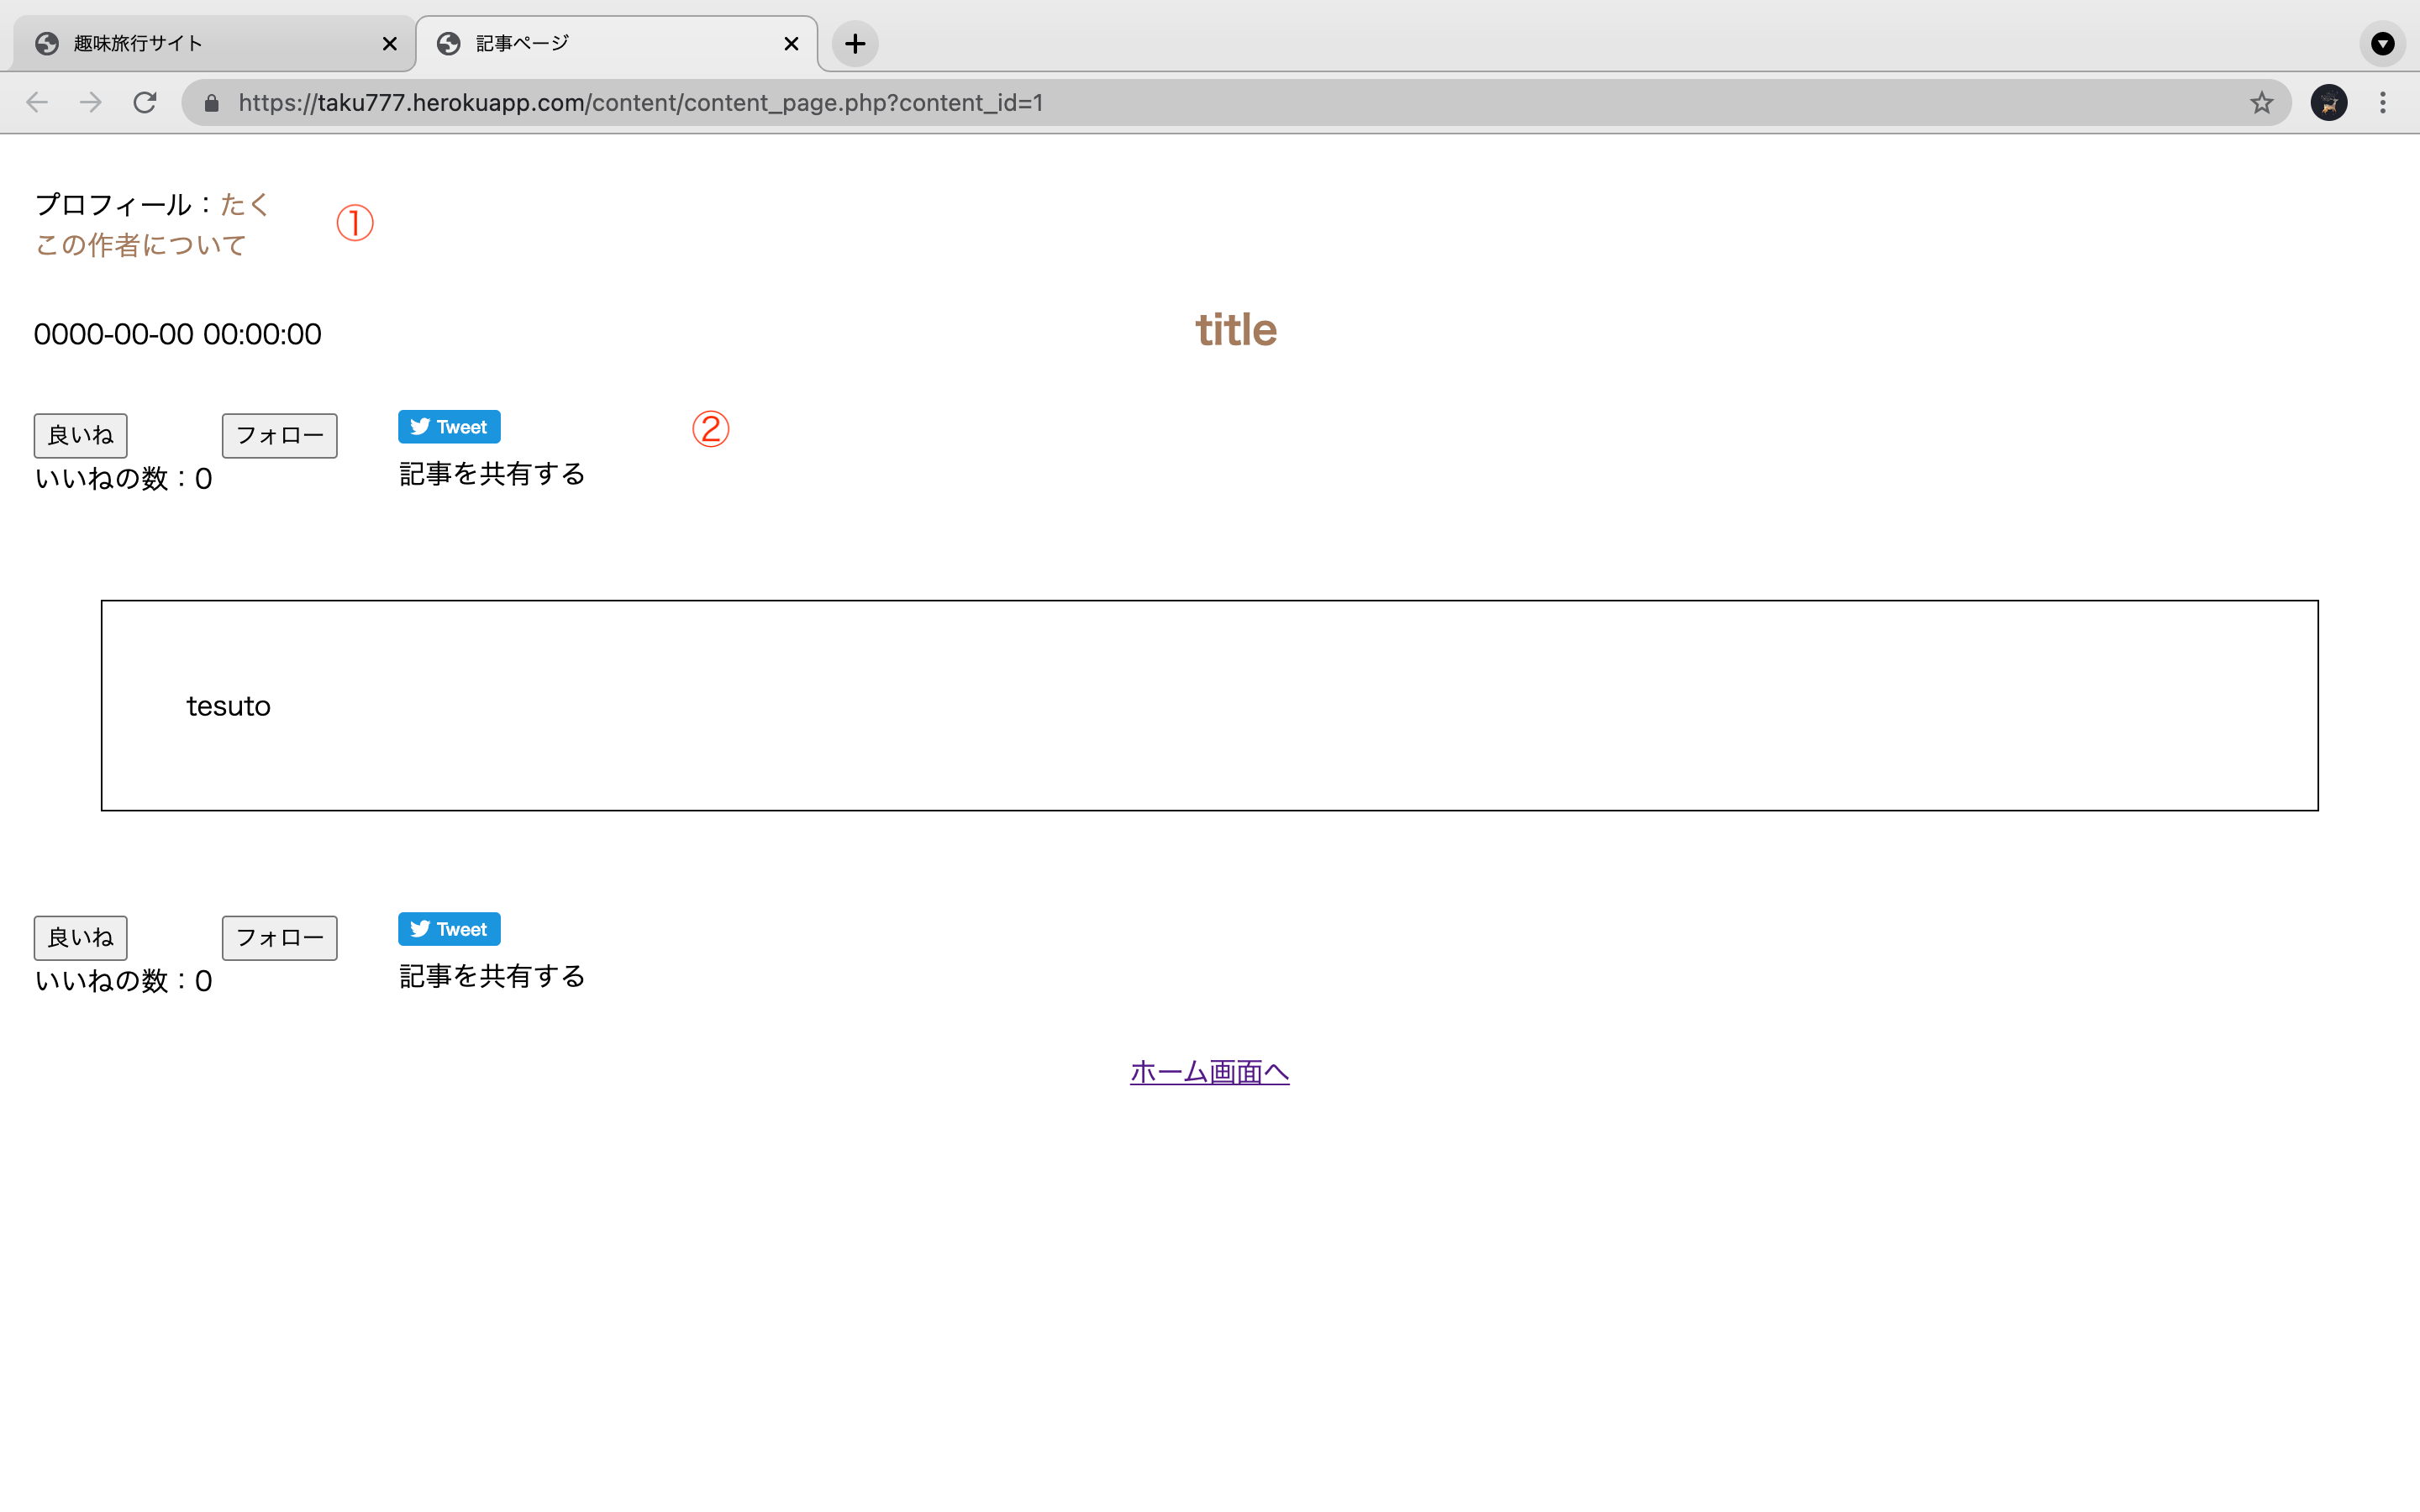 趣味旅行サイト
記事ページ
https://taku777.herokuapp.com/content/content_page.php?content_id=1
プロフィール：たく
この作者について
①
0000-00-00 00:00:00
title
良いね
フォロー
Tweet
②
いいねの数：0
記事を共有する
tesuto
良いね
フォロー
Tweet
いいねの数：0
記事を共有する
ホーム画面へ